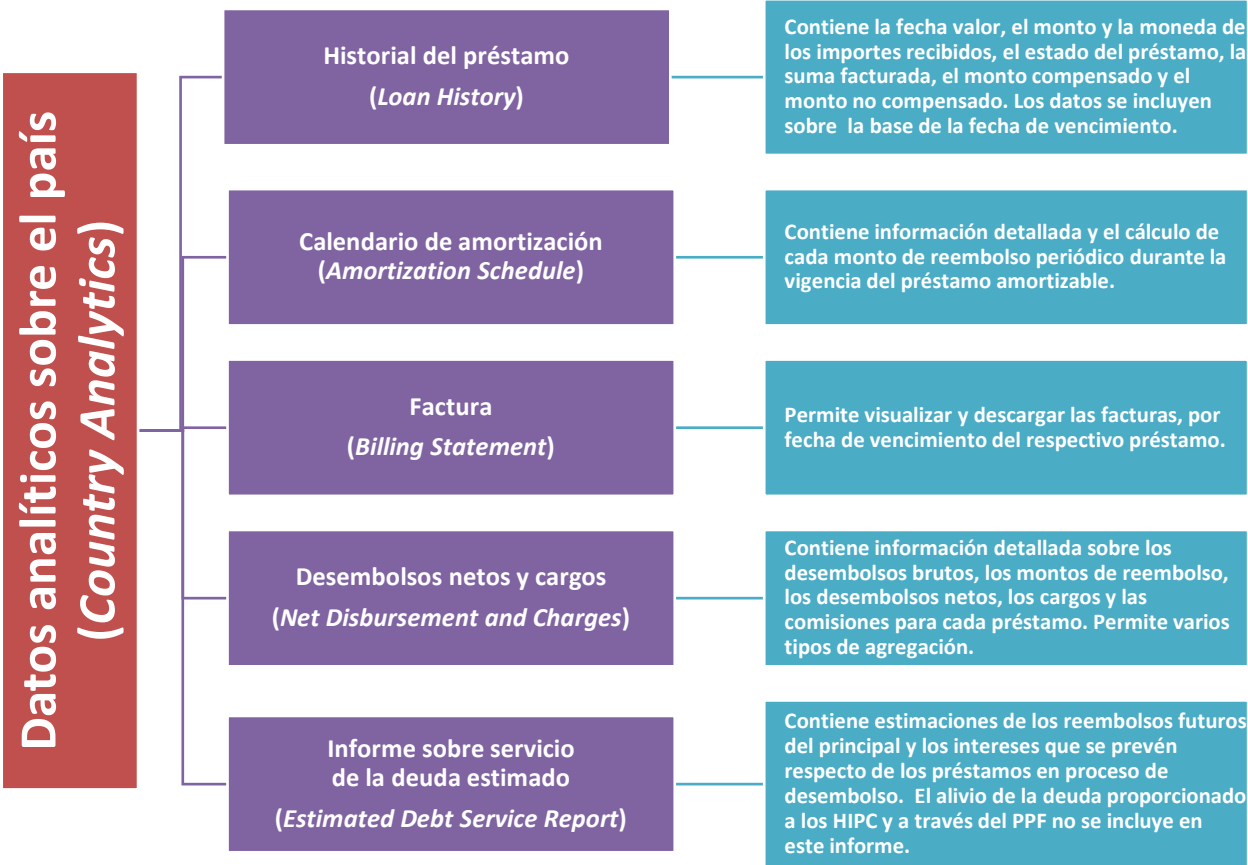 Datos analíticos sobre el país
(Country Analytics)
Historial del préstamo
(Loan History)
Contiene la fecha valor, el monto y la moneda de
los importes recibidos, el estado del préstamo, la
suma facturada, el monto compensado y el
monto no compensado. Los datos se incluyen
sobre la base de la fecha de vencimiento.
Calendario de amortización
(Amortization Schedule)
Contiene información detallada y el cálculo de
cada monto de reembolso periódico durante la
vigencia del préstamo amortizable.
Factura
(Billing Statement)
Permite visualizar y descargar las facturas, por
fecha de vencimiento del respectivo préstamo.
Desembolsos netos y cargos
(Net Disbursement and Charges)
Contiene información detallada sobre los
desembolsos brutos, los montos de reembolso,
los desembolsos netos, los cargos y las
comisiones para cada préstamo. Permite varios
tipos de agregación.
Informe sobre servicio
de la deuda estimado
(Estimated Debt Service Report)
Contiene estimaciones de los reembolsos futuros
del principal y los intereses que se prevén
respecto de los préstamos en proceso de
desembolso. El alivio de la deuda proporcionado
a los HIPC y a través del PPF no se incluye en
este informe.